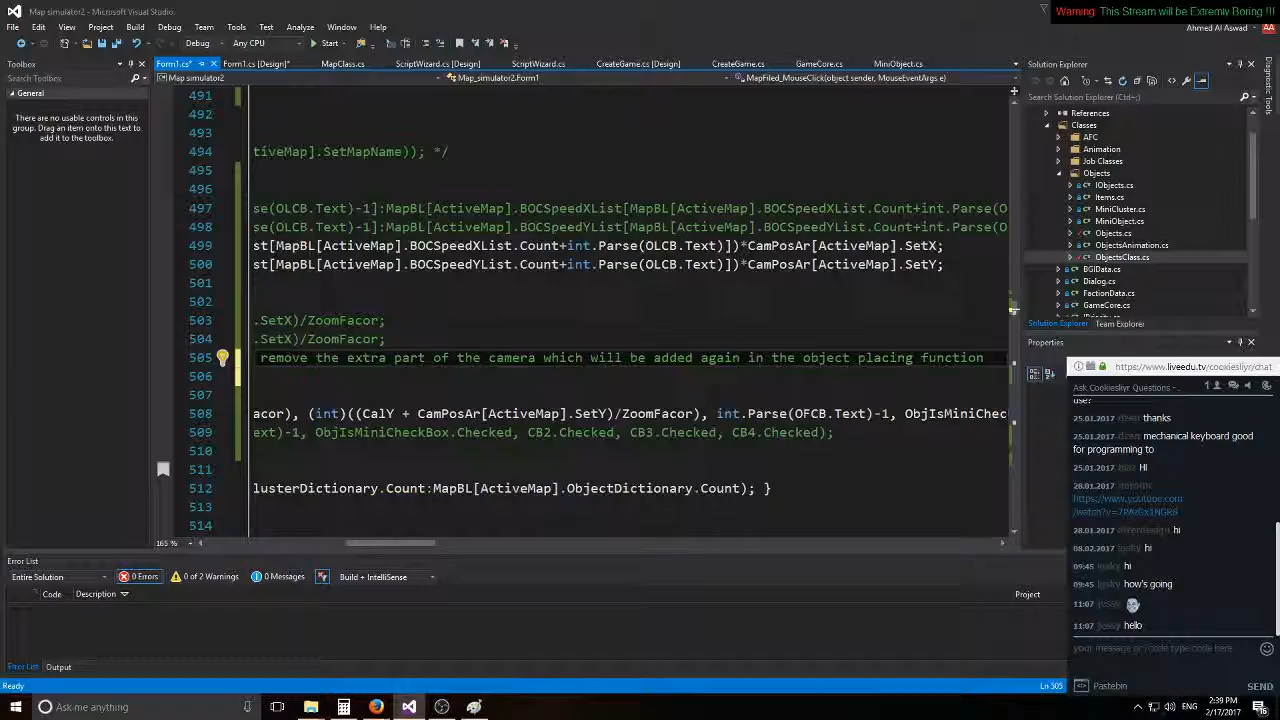 Map simulator2 - Microsoft Visual Studio
Warning: This Stream will be Extremly Boring !!!
File Edit View Project Build Debug Team Tools Test Analyze Window Help
Ahmed Al Aswad AA
Debug Any CPU Start
Toolbox
Form1.cs* Form1.cs [Design]* MapClass.cs ScriptWizard.cs [Design] ScriptWizard.cs CreateGame.cs [Design] CreateGame.cs GameCore.cs MiniObject.cs
Solution Explorer
Search Toolbox
Map simulator2 Map_simulator2.Form1 MapFiled_MouseClick(object sender, MouseEventArgs e)
General
There are no usable controls in this group. Drag an item onto this text to add it to the toolbox.
491
492
493
494 tiveMap].SetMapName)); */
495
496
497 se(OLCB.Text)-1]:MapBL[ActiveMap].BOCSpeedXList[MapBL[ActiveMap].BOCSpeedXList.Count+int.Parse(O
498 se(OLCB.Text)-1]:MapBL[ActiveMap].BOCSpeedYList[MapBL[ActiveMap].BOCSpeedYList.Count+int.Parse(O
499 st[MapBL[ActiveMap].BOCSpeedXList.Count+int.Parse(OLCB.Text)])*CamPosAr[ActiveMap].SetX;
500 st[MapBL[ActiveMap].BOCSpeedYList.Count+int.Parse(OLCB.Text)])*CamPosAr[ActiveMap].SetY;
501
502
503 .SetX)/ZoomFacor;
504 .SetX)/ZoomFacor;
505 remove the extra part of the camera which will be added again in the object placing function
506
507
508 acor), (int)((CalY + CamPosAr[ActiveMap].SetY)/ZoomFacor), int.Parse(OFCB.Text)-1, ObjIsMiniChec
509 ext)-1, ObjIsMiniCheckBox.Checked, CB2.Checked, CB3.Checked, CB4.Checked);
510
511
512 lusterDictionary.Count:MapBL[ActiveMap].ObjectDictionary.Count); }
513
514
165 %
Search Solution Explorer (Ctrl+;)
References
Classes
AFC
Animation
Job Classes
Objects
IObjects.cs
Items.cs
MiniCluster.cs
MiniObject.cs
Objects.cs
ObjectsAnimation.cs
ObjectsClass.cs
BGIData.cs
Dialog.cs
FactionData.cs
GameCore.cs
Solution Explorer Team Explorer
Properties
Diagnostic Tools
https://www.liveedu.tv/cookiesliyr/chat
Ask Cookiesliyr Questions -
use?
25.01.2017 thanks
25.01.2017 mechanical keyboard good for programming to
25.01.2017 Hi
28.01.2017
28.01.2017 hi
08.02.2017 hi
09:45 hi
09:45 how's going
11:07
11:07 hello
your message or /code type code here
Pastebin SEND
Error List
Entire Solution 0 Errors 0 of 2 Warnings 0 Messages Build + IntelliSense
Code Description Project
Error List Output
Ready Ln 505
Ask me anything
ENG 2:39 PM
2/17/2017